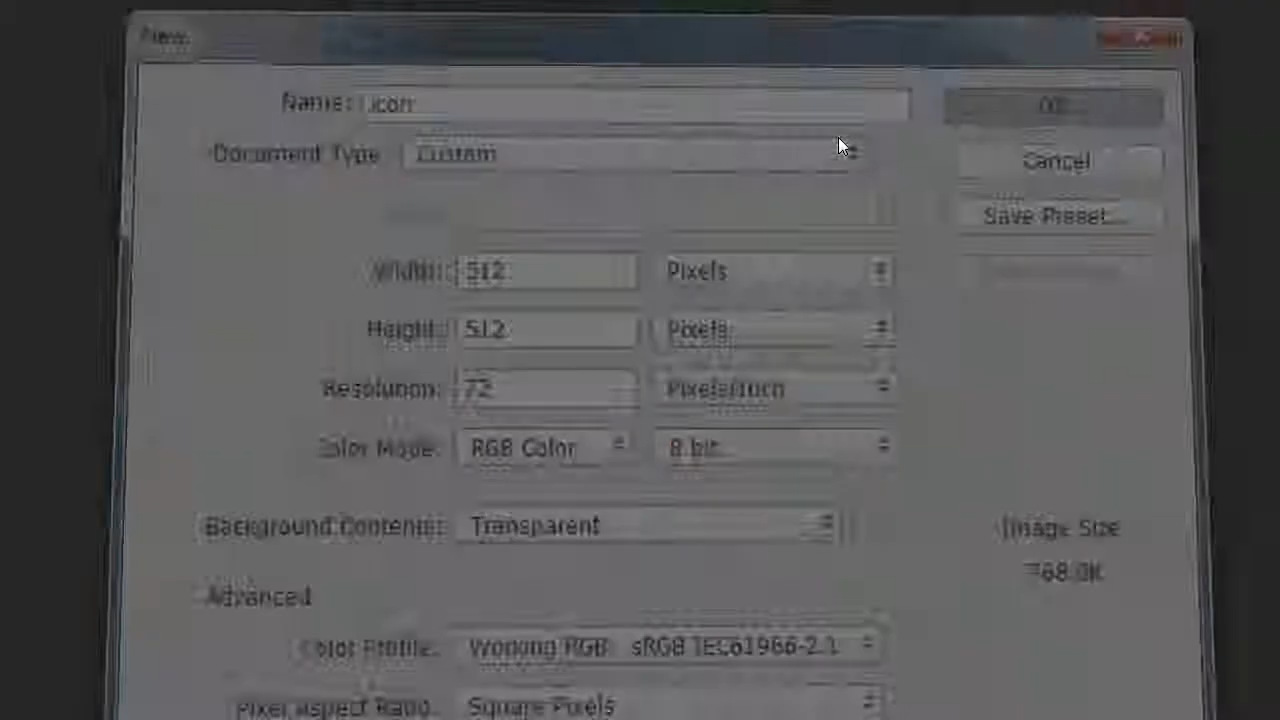 New
Name: icon
OK
Document Type: Custom
Cancel
Save Preset...
Width: 512 Pixels
Height: 512 Pixels
Resolution: 72 Pixels/Inch
Color Mode: RGB Color 8 bit
Background Contents: Transparent
Image Size
768.0K
Advanced
Color Profile: Working RGB: sRGB IEC61966-2.1
Pixel Aspect Ratio: Square Pixels